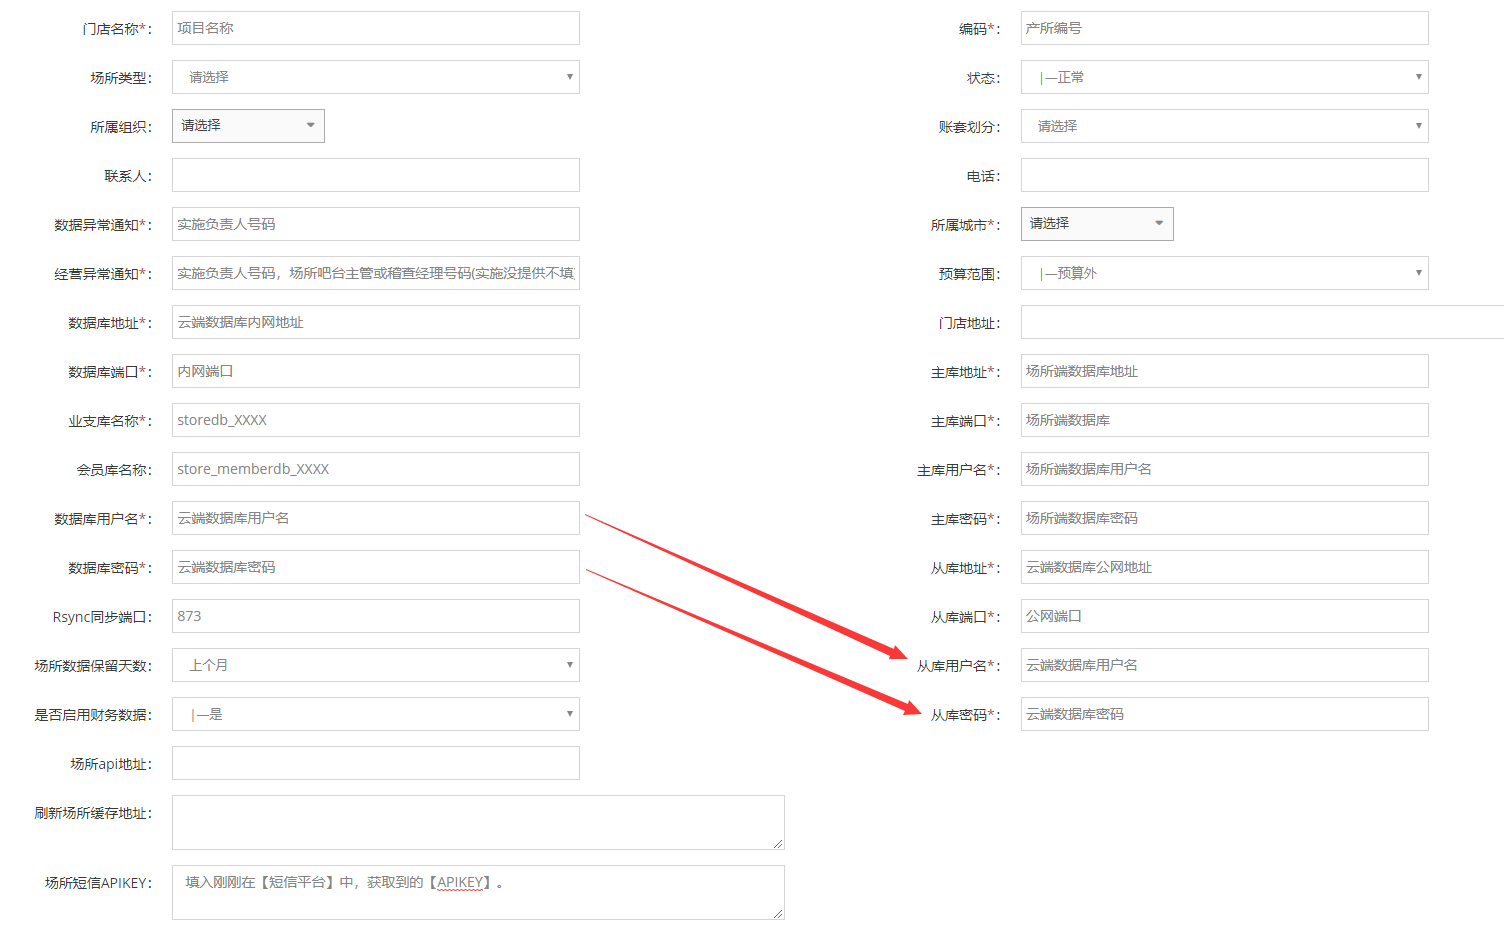 门店名称*： 项目名称
编码*： 产所编号
场所类型： 请选择
状态： |—正常
所属组织： 请选择
账套划分： 请选择
联系人：
电话：
数据异常通知*： 实施负责人号码
所属城市*： 请选择
经营异常通知*： 实施负责人号码，场所吧台主管或稽查经理号码(实施没提供不填)
预算范围： |—预算外
数据库地址*： 云端数据库内网地址
门店地址：
数据库端口*： 内网端口
主库地址*： 场所端数据库地址
业支库名称*： storedb_XXXX
主库端口*： 场所端数据库
会员库名称： store_memberdb_XXXX
主库用户名*： 场所端数据库用户名
数据库用户名*： 云端数据库用户名
主库密码*： 场所端数据库密码
数据库密码*： 云端数据库密码
从库地址*： 云端数据库公网地址
Rsync同步端口： 873
从库端口*： 公网端口
场所数据保留天数： 上个月
从库用户名*： 云端数据库用户名
是否启用财务数据： |—是
从库密码*： 云端数据库密码
场所api地址：
刷新场所缓存地址：
场所短信APIKEY： 填入刚刚在【短信平台】中，获取到的【APIKEY】。